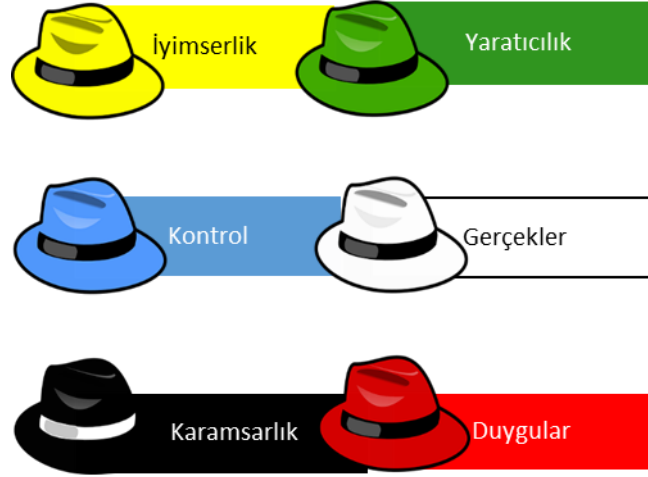 İyimserlik
Yaratıcılık
Kontrol
Gerçekler
Karamsarlık
Duygular